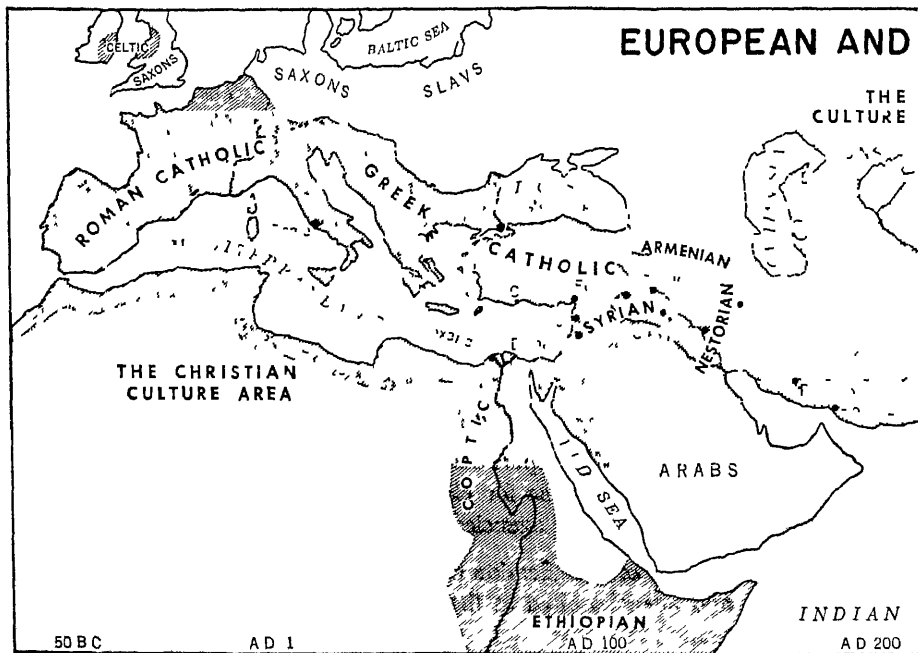 EUROPEAN AND
THE
CULTURE
CELTIC
SAXONS
BALTIC SEA
SAXONS
SLAVS
ROMAN CATHOLIC
GREEK
CATHOLIC
ARMENIAN
SYRIAN
NESTORIAN
THE CHRISTIAN
CULTURE AREA
COPTIC
SEA
ARABS
ETHIOPIAN
INDIAN
50 BC
AD 1
AD 100
AD 200